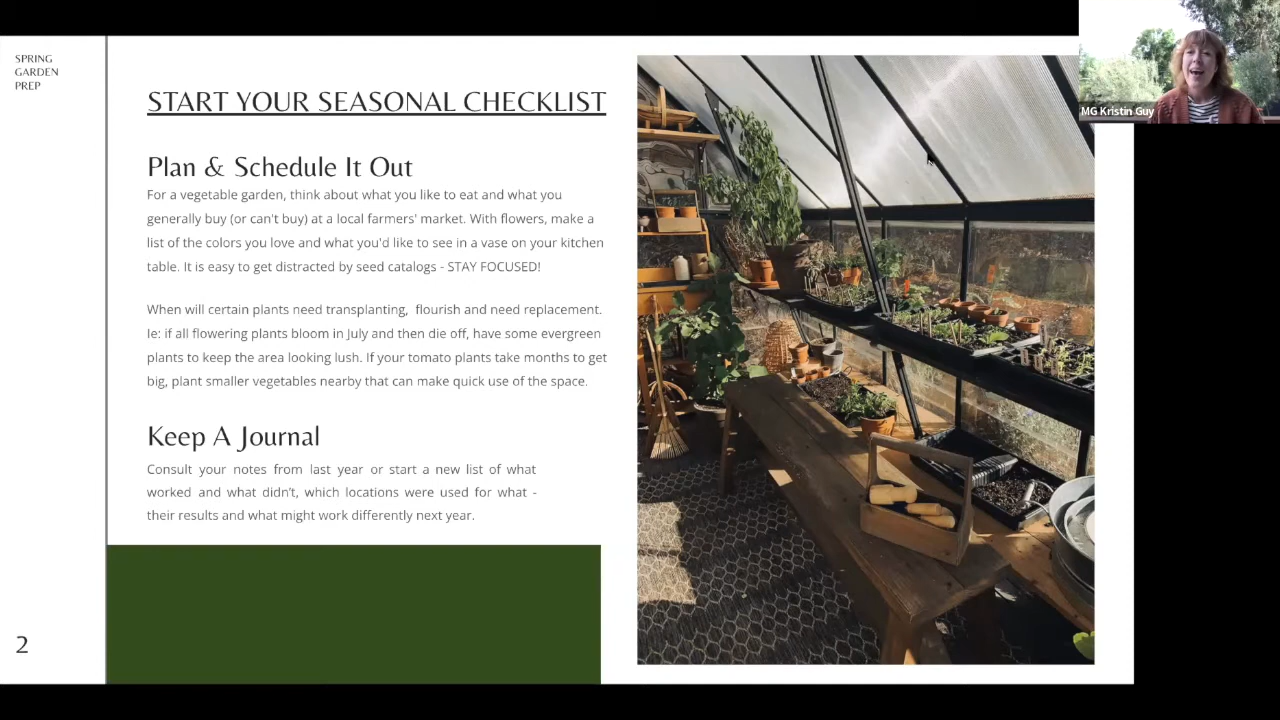 SPRING
GARDEN
PREP
START YOUR SEASONAL CHECKLIST
Plan & Schedule It Out
For a vegetable garden, think about what you like to eat and what you
generally buy (or can't buy) at a local farmers' market. With flowers, make a
list of the colors you love and what you'd like to see in a vase on your kitchen
table. It is easy to get distracted by seed catalogs - STAY FOCUSED!
When will certain plants need transplanting, flourish and need replacement.
Ie: if all flowering plants bloom in July and then die off, have some evergreen
plants to keep the area looking lush. If your tomato plants take months to get
big, plant smaller vegetables nearby that can make quick use of the space.
Keep A Journal
Consult your notes from last year or start a new list of what
worked and what didn't, which locations were used for what -
their results and what might work differently next year.
2
MG Kristin Guy